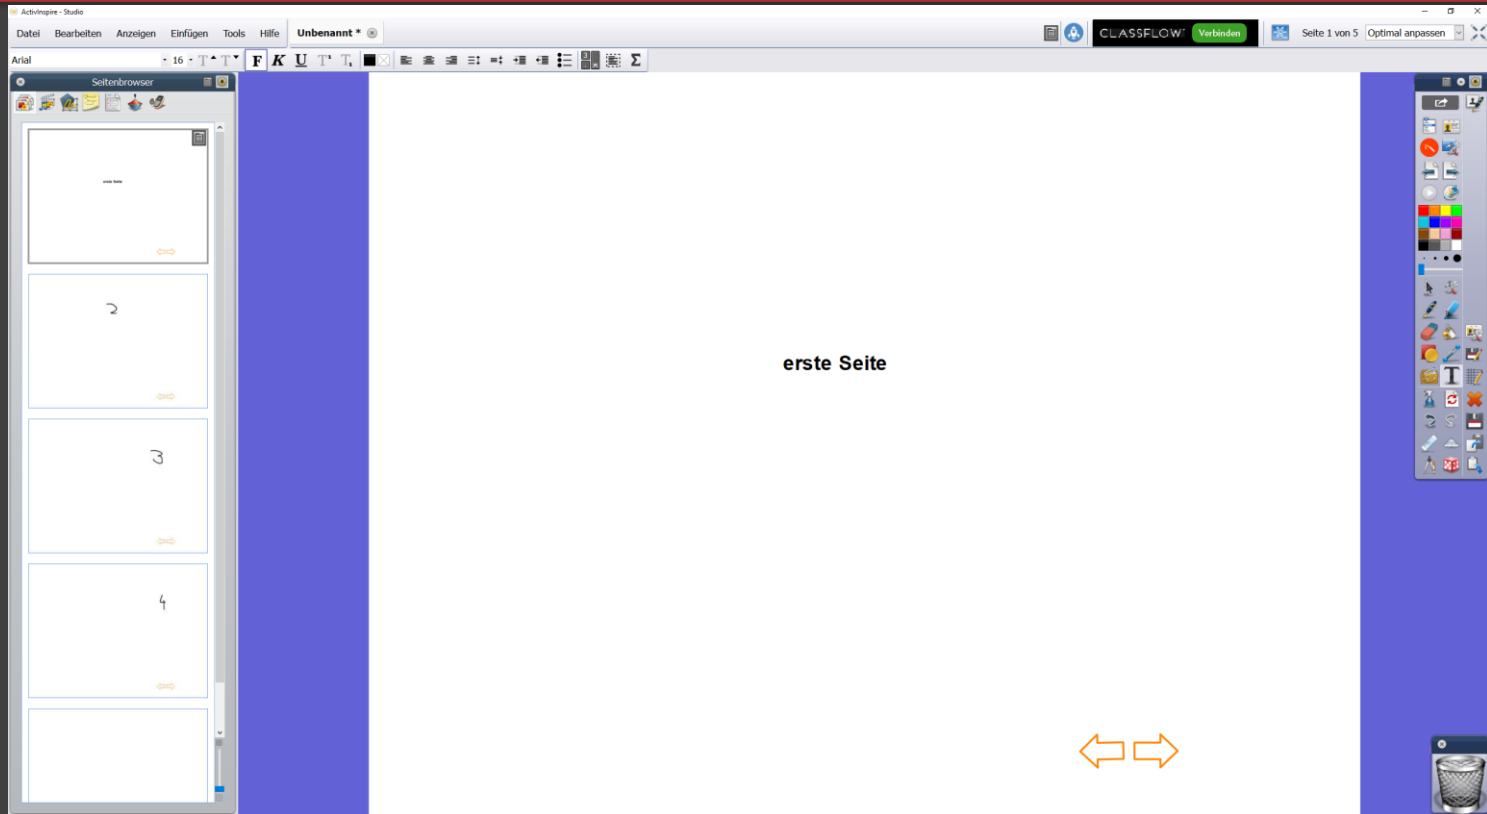 ActivInspire - Studio
Datei Bearbeiten Anzeigen Einfügen Tools Hilfe Unbenannt *
CLASSFLOW Verbinden Seite 1 von 5 Optimal anpassen
Arial 16 F K U
Seitenbrowser
erste Seite
2
3
4
erste Seite